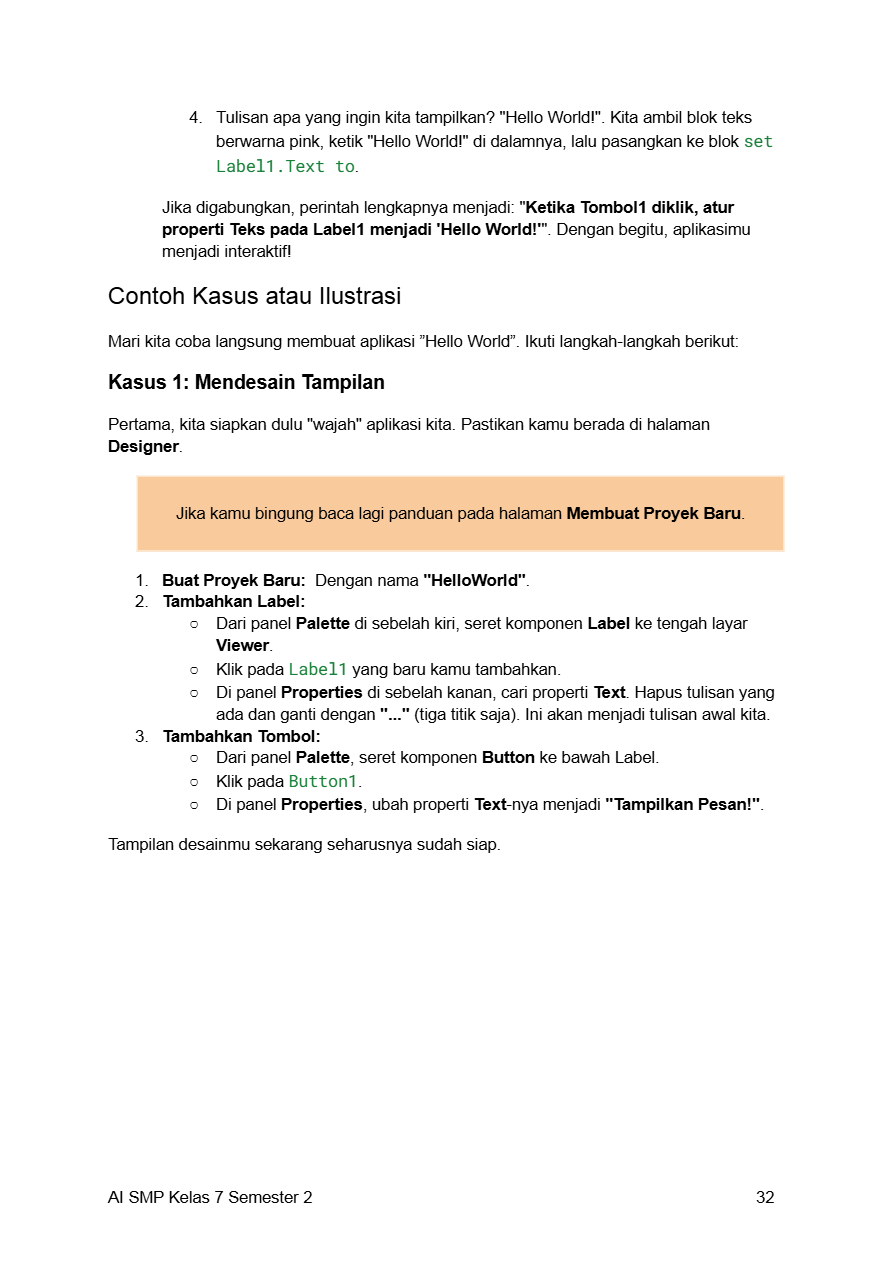 4. Tulisan apa yang ingin kita tampilkan? "Hello World!". Kita ambil blok teks
berwarna pink, ketik "Hello World!" di dalamnya, lalu pasangkan ke blok set
Label1.Text to.
Jika digabungkan, perintah lengkapnya menjadi: "Ketika Tombol1 diklik, atur
properti Teks pada Label1 menjadi 'Hello World!'". Dengan begitu, aplikasimu
menjadi interaktif!
Contoh Kasus atau Ilustrasi
Mari kita coba langsung membuat aplikasi ”Hello World”. Ikuti langkah-langkah berikut:
Kasus 1: Mendesain Tampilan
Pertama, kita siapkan dulu "wajah" aplikasi kita. Pastikan kamu berada di halaman
Designer.
Jika kamu bingung baca lagi panduan pada halaman Membuat Proyek Baru.
1. Buat Proyek Baru: Dengan nama "HelloWorld".
2. Tambahkan Label:
○ Dari panel Palette di sebelah kiri, seret komponen Label ke tengah layar
Viewer.
○ Klik pada Label1 yang baru kamu tambahkan.
○ Di panel Properties di sebelah kanan, cari properti Text. Hapus tulisan yang
ada dan ganti dengan "..." (tiga titik saja). Ini akan menjadi tulisan awal kita.
3. Tambahkan Tombol:
○ Dari panel Palette, seret komponen Button ke bawah Label.
○ Klik pada Button1.
○ Di panel Properties, ubah properti Text-nya menjadi "Tampilkan Pesan!".
Tampilan desainmu sekarang seharusnya sudah siap.
AI SMP Kelas 7 Semester 2 32